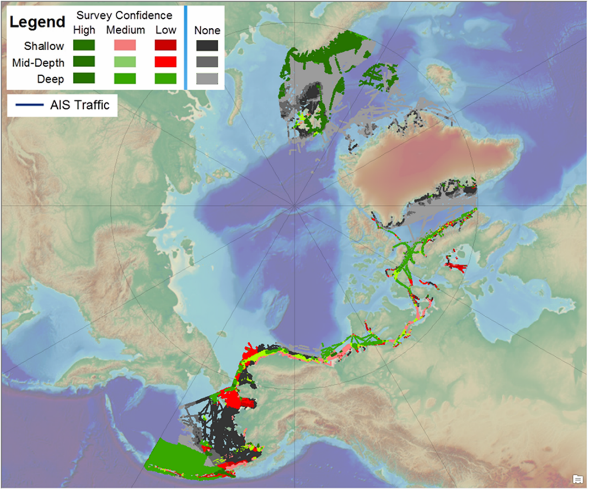 Legend
Survey Confidence
High Medium Low None
Shallow
Mid-Depth
Deep
AIS Traffic